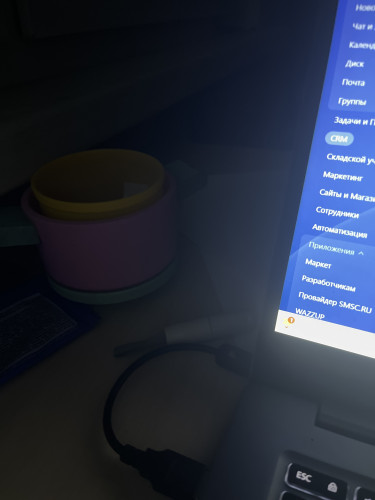 Чат и
Диск
Почта
Группы
Задачи и П
CRM
Складской уч
Маркетинг
Сайты и Магаз
Сотрудники
Автоматизация
Приложения
Маркет
Разработчикам
Провайдер SMSC.RU
WAZZUP
ESC